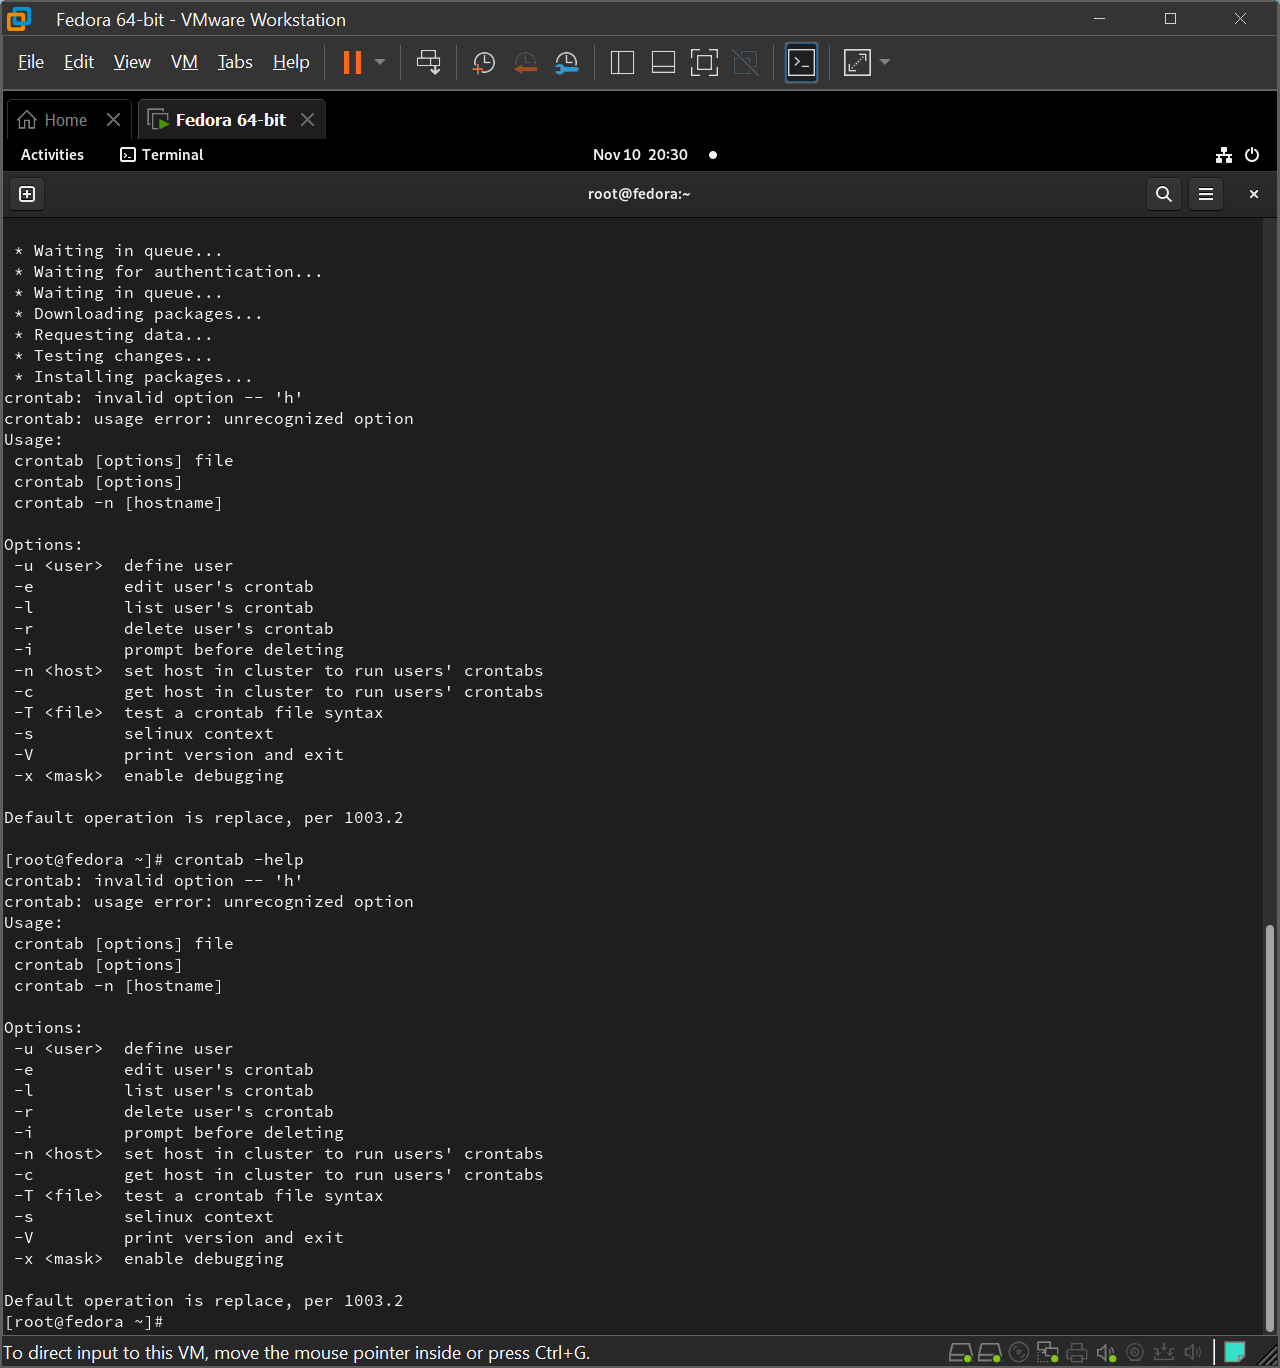 Fedora 64-bit - VMware Workstation
File Edit View VM Tabs Help
Home Fedora 64-bit
Activities Terminal Nov 10 20:30
root@fedora:~
* Waiting in queue...
* Waiting for authentication...
* Waiting in queue...
* Downloading packages...
* Requesting data...
* Testing changes...
* Installing packages...
crontab: invalid option -- 'h'
crontab: usage error: unrecognized option
Usage:
crontab [options] file
crontab [options]
crontab -n [hostname]
Options:
-u <user> define user
-e edit user's crontab
-l list user's crontab
-r delete user's crontab
-i prompt before deleting
-n <host> set host in cluster to run users' crontabs
-c get host in cluster to run users' crontabs
-T <file> test a crontab file syntax
-s selinux context
-V print version and exit
-x <mask> enable debugging
Default operation is replace, per 1003.2
[root@fedora ~]# crontab -help
crontab: invalid option -- 'h'
crontab: usage error: unrecognized option
Usage:
crontab [options] file
crontab [options]
crontab -n [hostname]
Options:
-u <user> define user
-e edit user's crontab
-l list user's crontab
-r delete user's crontab
-i prompt before deleting
-n <host> set host in cluster to run users' crontabs
-c get host in cluster to run users' crontabs
-T <file> test a crontab file syntax
-s selinux context
-V print version and exit
-x <mask> enable debugging
Default operation is replace, per 1003.2
[root@fedora ~]#
To direct input to this VM, move the mouse pointer inside or press Ctrl+G.